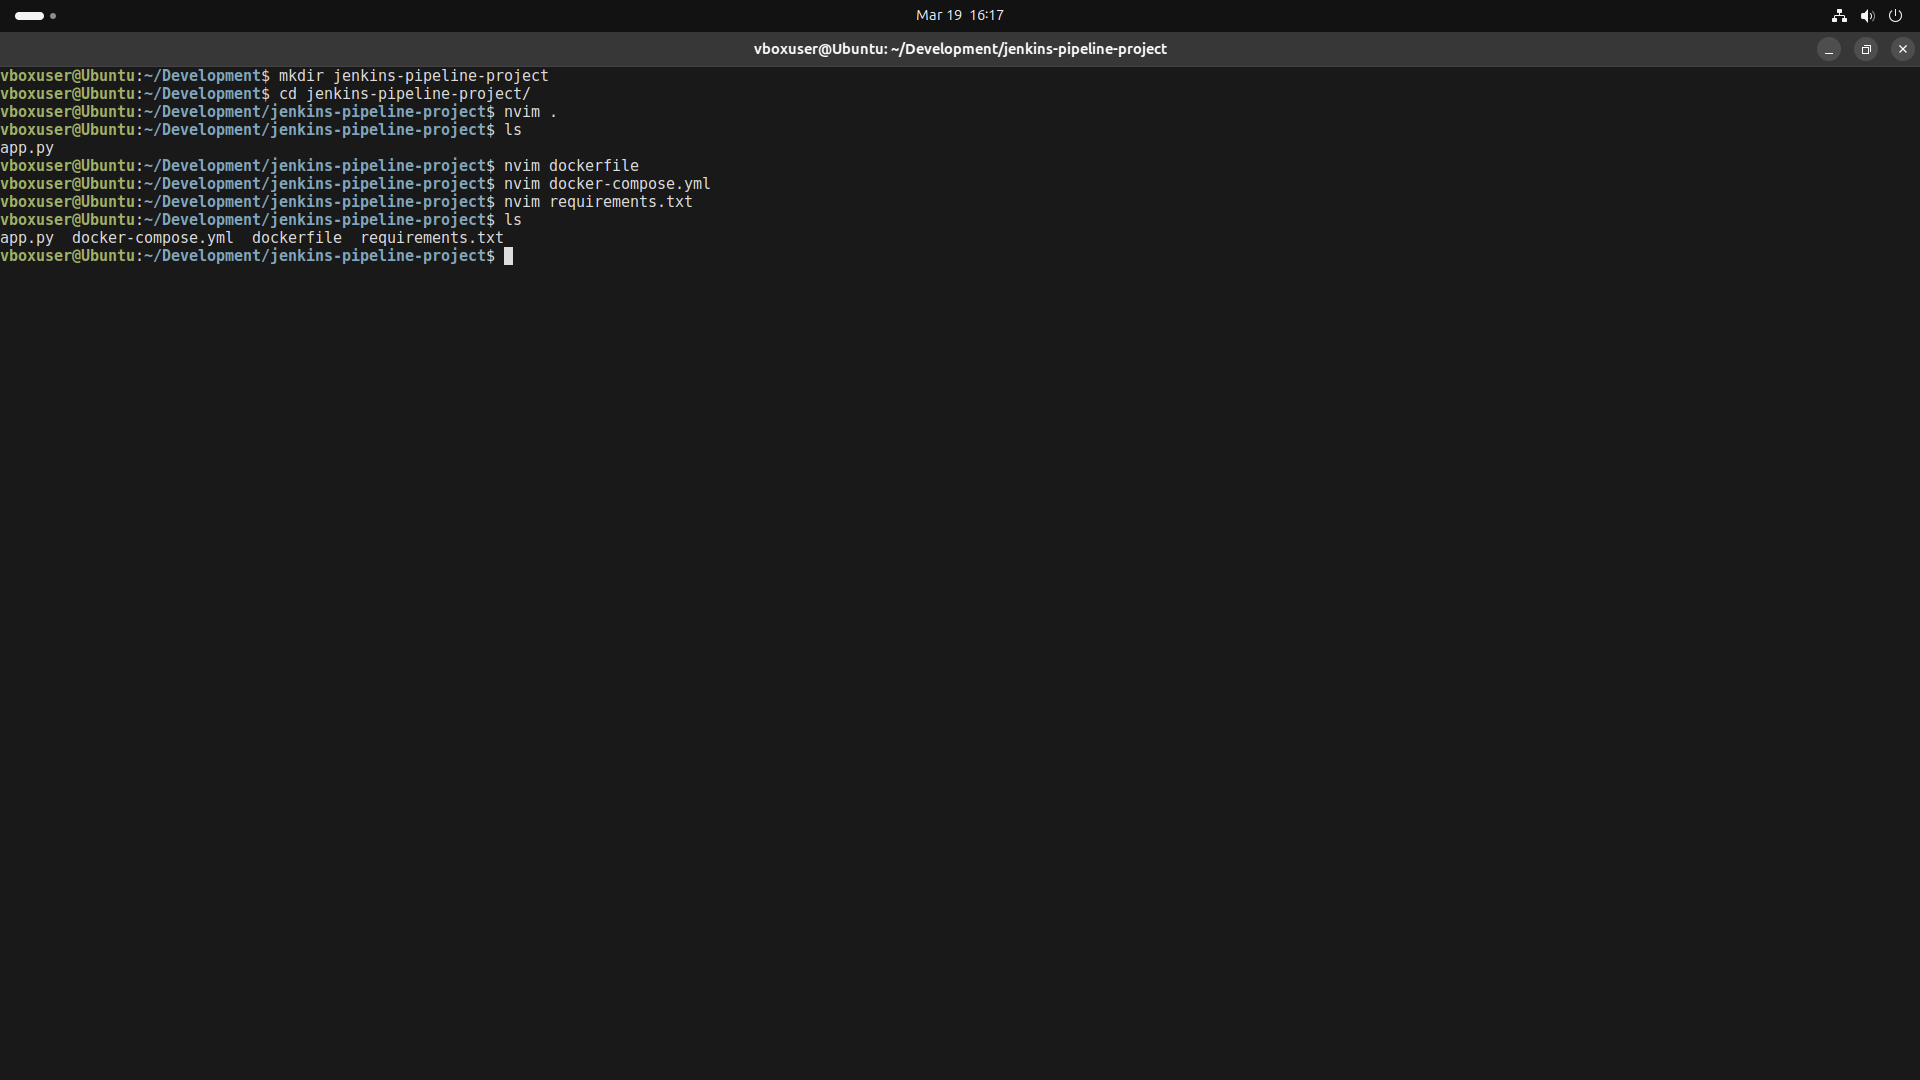 Mar 19 16:17
vboxuser@Ubuntu: ~/Development/jenkins-pipeline-project
vboxuser@Ubuntu:~/Development$ mkdir jenkins-pipeline-project
vboxuser@Ubuntu:~/Development$ cd jenkins-pipeline-project/
vboxuser@Ubuntu:~/Development/jenkins-pipeline-project$ nvim .
vboxuser@Ubuntu:~/Development/jenkins-pipeline-project$ ls
app.py
vboxuser@Ubuntu:~/Development/jenkins-pipeline-project$ nvim dockerfile
vboxuser@Ubuntu:~/Development/jenkins-pipeline-project$ nvim docker-compose.yml
vboxuser@Ubuntu:~/Development/jenkins-pipeline-project$ nvim requirements.txt
vboxuser@Ubuntu:~/Development/jenkins-pipeline-project$ ls
app.py  docker-compose.yml  dockerfile  requirements.txt
vboxuser@Ubuntu:~/Development/jenkins-pipeline-project$